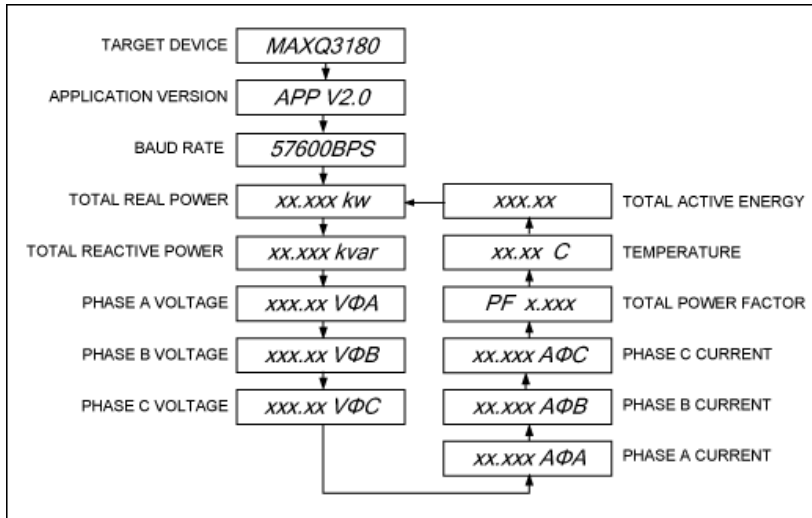 TARGET DEVICE MAXQ3180
APPLICATION VERSION APP V2.0
BAUD RATE 57600BPS
TOTAL REAL POWER xx.xxx kw xxx.xx TOTAL ACTIVE ENERGY
TOTAL REACTIVE POWER xx.xxx kvar xx.xx C TEMPERATURE
PHASE A VOLTAGE xxx.xx VΦA PF x.xxx TOTAL POWER FACTOR
PHASE B VOLTAGE xxx.xx VΦB xx.xxx AΦC PHASE C CURRENT
PHASE C VOLTAGE xxx.xx VΦC xx.xxx AΦB PHASE B CURRENT
xx.xxx AΦA PHASE A CURRENT